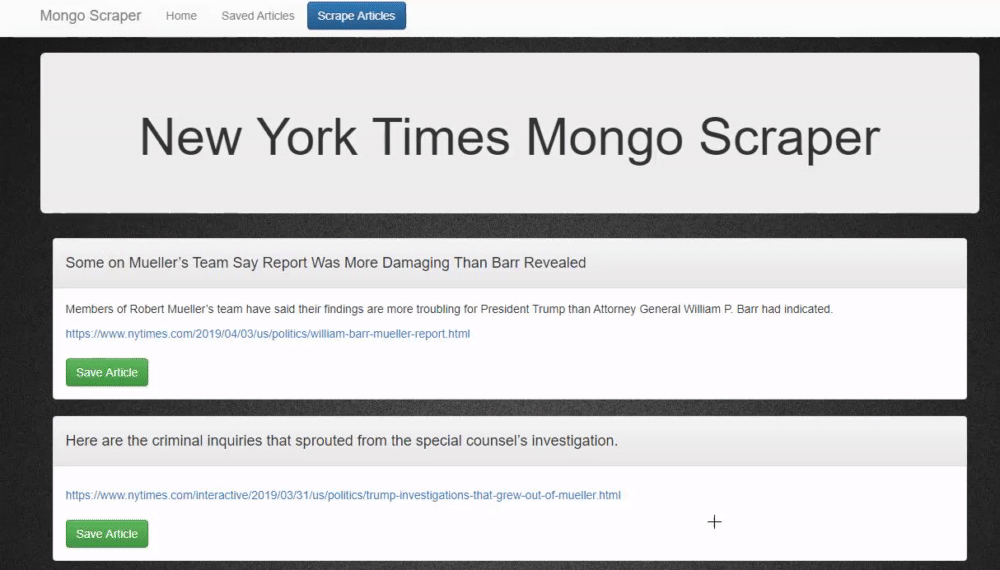 Mongo Scraper Home Saved Articles Scrape Articles
New York Times Mongo Scraper
Some on Mueller’s Team Say Report Was More Damaging Than Barr Revealed
Members of Robert Mueller’s team have said their findings are more troubling for President Trump than Attorney General William P. Barr had indicated.
https://www.nytimes.com/2019/04/03/us/politics/william-barr-mueller-report.html
Save Article
Here are the criminal inquiries that sprouted from the special counsel’s investigation.
https://www.nytimes.com/interactive/2019/03/31/us/politics/trump-investigations-that-grew-out-of-mueller.html
Save Article